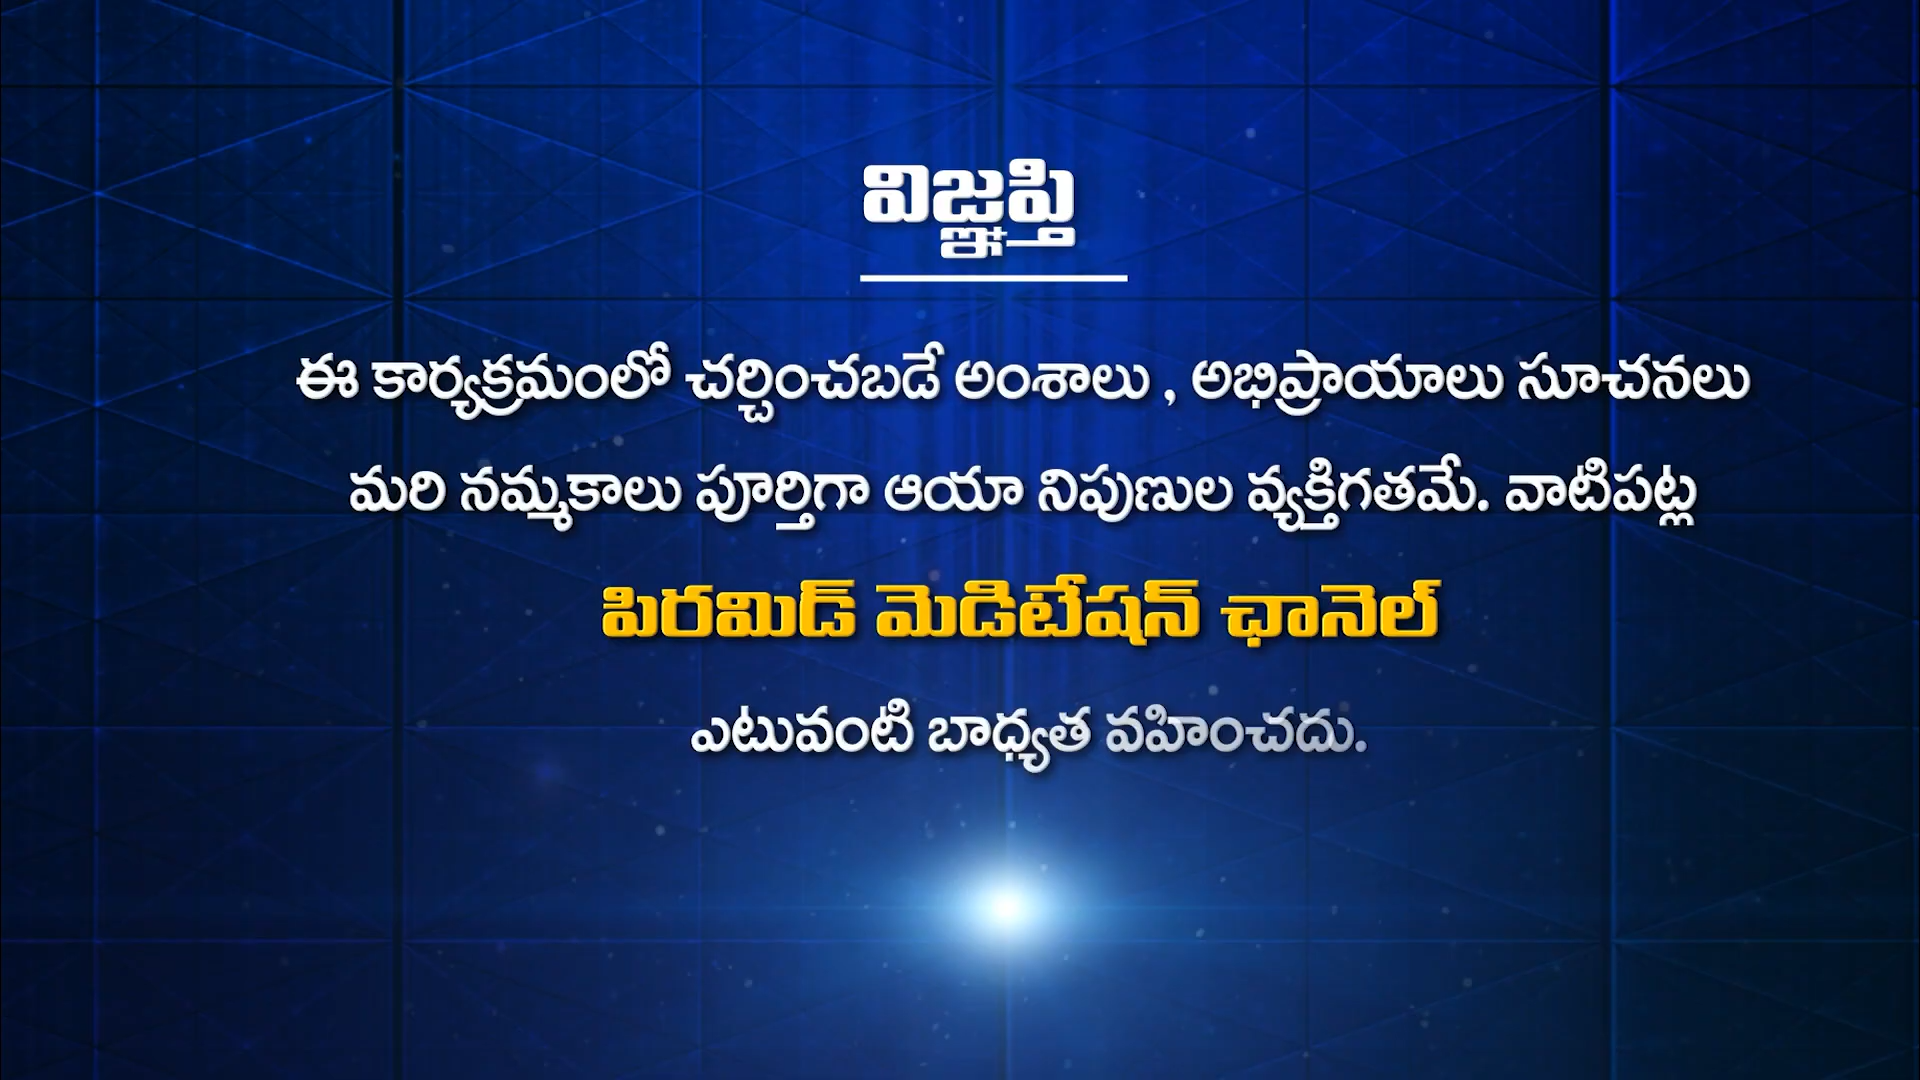 విజ్ఞప్తి
ఈ కార్యక్రమంలో చర్చించబడే అంశాలు , అభిప్రాయాలు సూచనలు
మరి నమ్మకాలు పూర్తిగా ఆయా నిపుణుల వ్యక్తిగతమే. వాటిపట్ల
పిరమిడ్ మెడిటేషన్ ఛానెల్
ఎటువంటి బాధ్యత వహించదు.